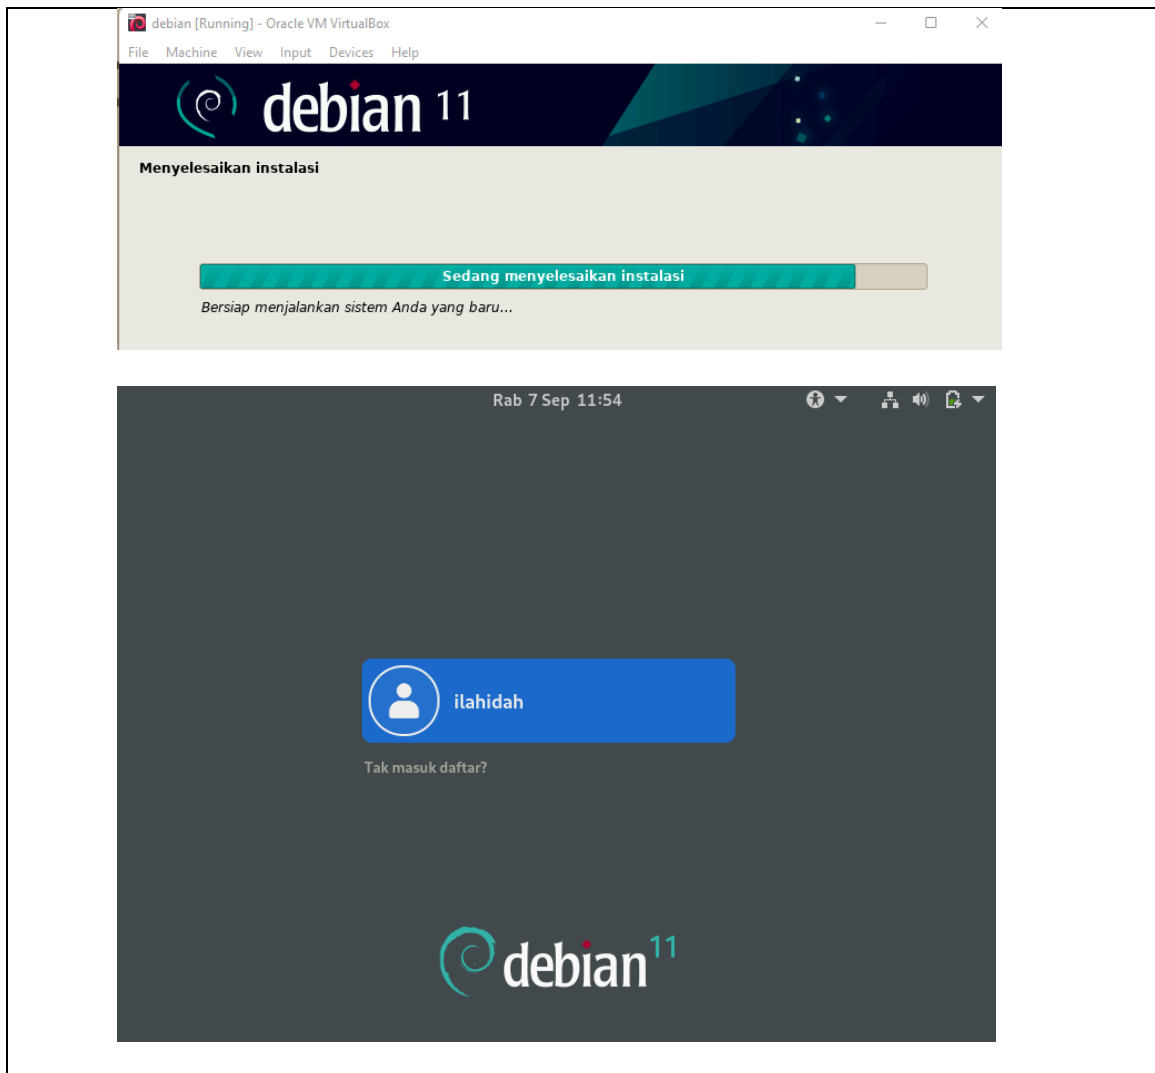 debian [Running] - Oracle VM VirtualBox
File Machine View Input Devices Help
debian 11
Menyelesaikan instalasi
Sedang menyelesaikan instalasi
Bersiap menjalankan sistem Anda yang baru...
Rab 7 Sep 11:54
ilahidah
Tak masuk daftar?
debian 11